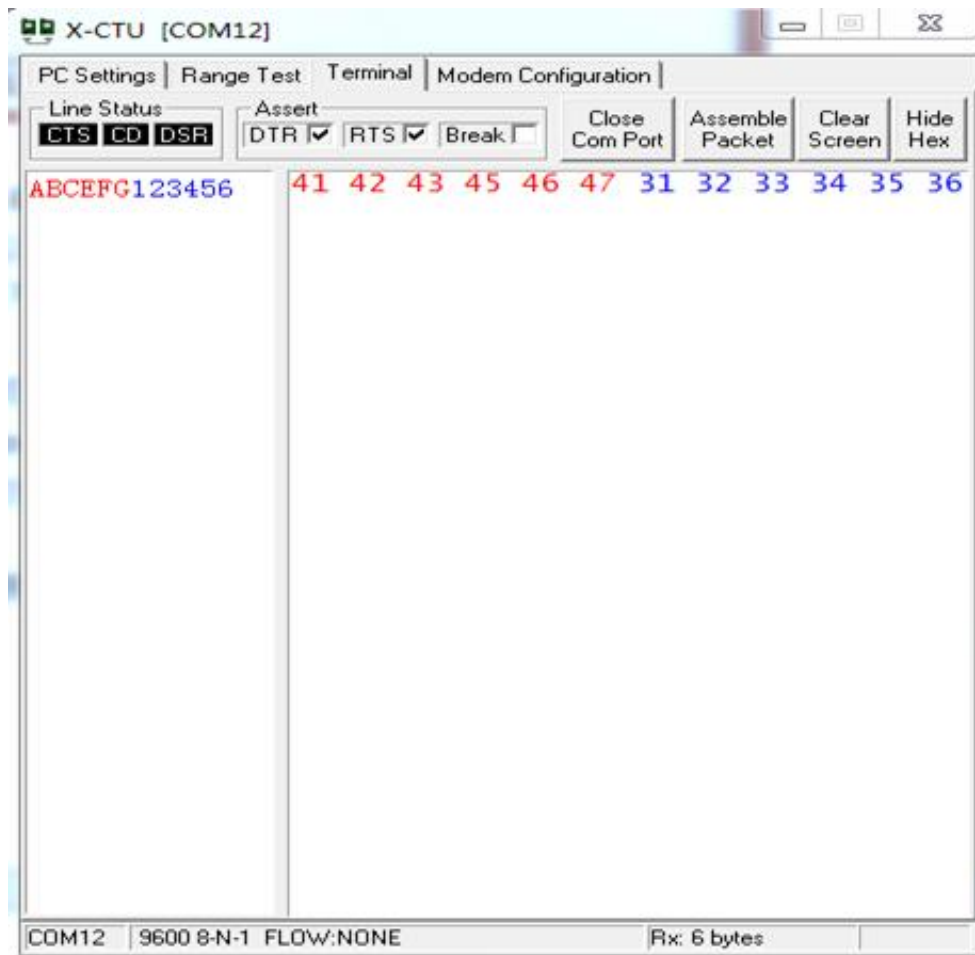 X-CTU [COM12]
PC Settings Range Test Terminal Modem Configuration
Line Status Assert
CTS CD DSR DTR RTS Break
Close Com Port
Assemble Packet
Clear Screen
Hide Hex
ABCEFG123456 41 42 43 45 46 47 31 32 33 34 35 36
COM12 9600 8-N-1 FLOW:NONE Rx: 6 bytes